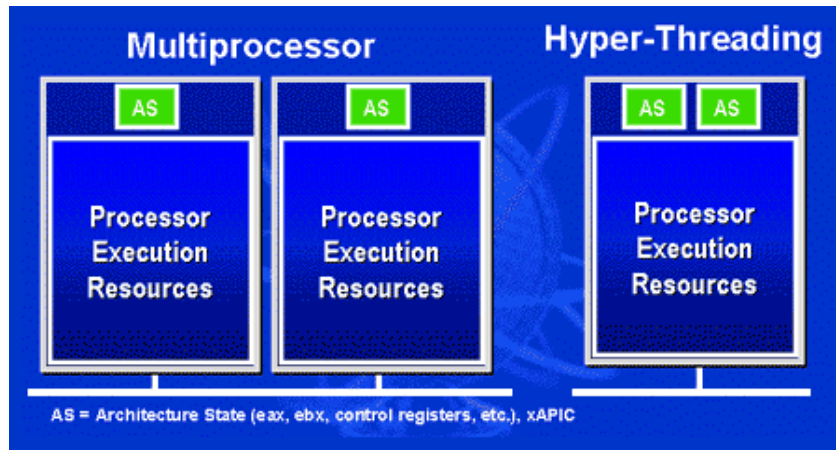 Multiprocessor
Hyper-Threading
AS
AS
AS
AS
Processor
Execution
Resources
Processor
Execution
Resources
Processor
Execution
Resources
AS = Architecture State (eax, ebx, control registers, etc.), xAPIC